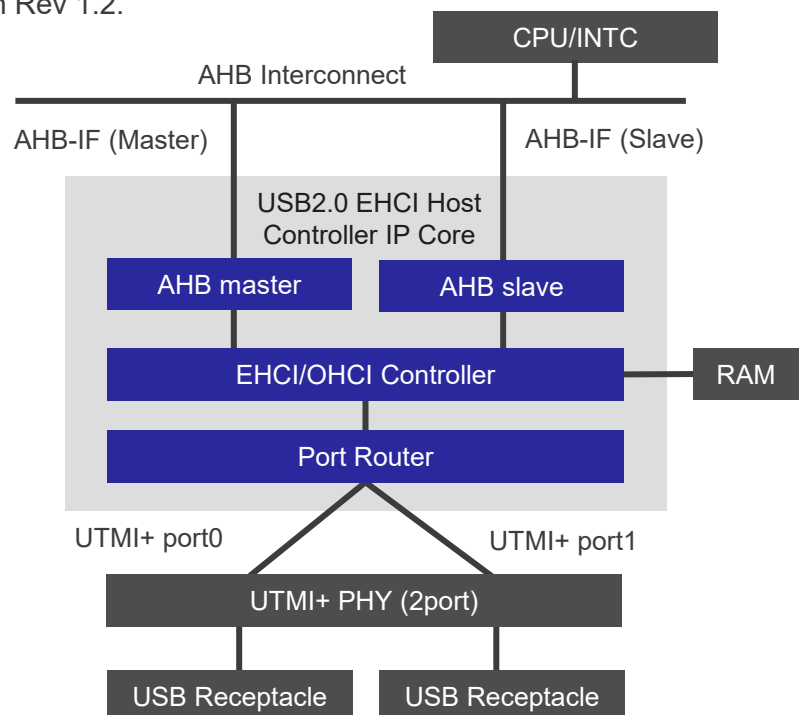 n Rev 1.2.
CPU/INTC
AHB Interconnect
AHB-IF (Master)
AHB-IF (Slave)
USB2.0 EHCI Host
Controller IP Core
AHB master
AHB slave
EHCI/OHCI Controller
RAM
Port Router
UTMI+ port0
UTMI+ port1
UTMI+ PHY (2port)
USB Receptacle
USB Receptacle